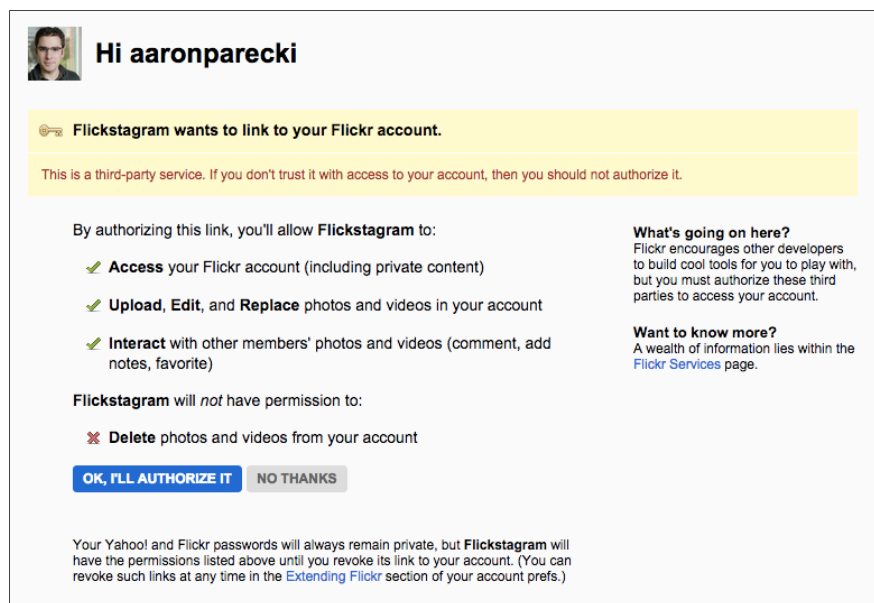 Hi aaronparecki
Flickstagram wants to link to your Flickr account.
This is a third-party service. If you don't trust it with access to your account, then you should not authorize it.
By authorizing this link, you'll allow Flickstagram to:
Access your Flickr account (including private content)
Upload, Edit, and Replace photos and videos in your account
Interact with other members' photos and videos (comment, add
notes, favorite)
Flickstagram will not have permission to:
Delete photos and videos from your account
OK, I'LL AUTHORIZE IT
NO THANKS
Your Yahoo! and Flickr passwords will always remain private, but Flickstagram will
have the permissions listed above until you revoke its link to your account. (You can
revoke such links at any time in the Extending Flickr section of your account prefs.)
What's going on here?
Flickr encourages other developers
to build cool tools for you to play with,
but you must authorize these third
parties to access your account.
Want to know more?
A wealth of information lies within the
Flickr Services page.